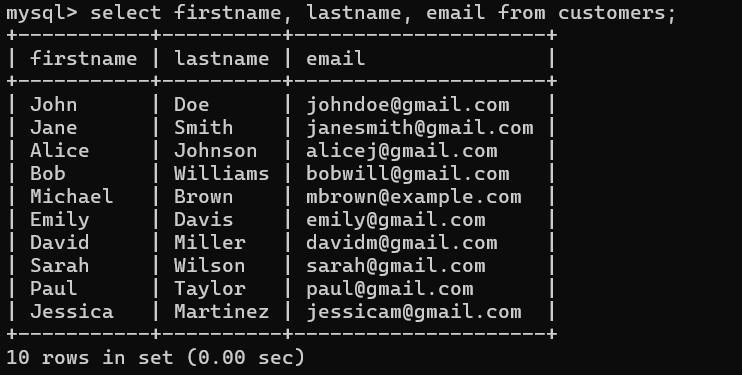 mysql> select firstname, lastname, email from customers;
+-----------+----------+---------------------+
| firstname | lastname | email               |
+-----------+----------+---------------------+
| John      | Doe      | johndoe@gmail.com   |
| Jane      | Smith    | janesmith@gmail.com |
| Alice     | Johnson  | alicej@gmail.com    |
| Bob       | Williams | bobwill@gmail.com   |
| Michael   | Brown    | mbrown@example.com  |
| Emily     | Davis    | emily@gmail.com     |
| David     | Miller   | davidm@gmail.com    |
| Sarah     | Wilson   | sarah@gmail.com     |
| Paul      | Taylor   | paul@gmail.com      |
| Jessica   | Martinez | jessicam@gmail.com  |
+-----------+----------+---------------------+
10 rows in set (0.00 sec)